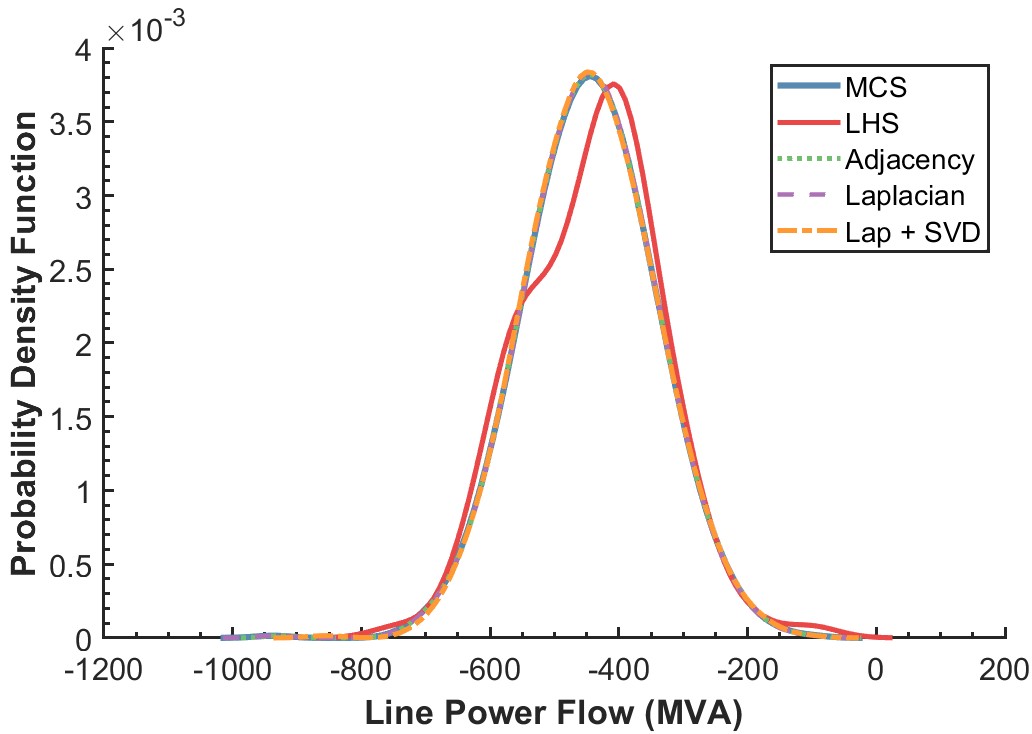 ×10-3
4
3.5
3
2.5
2
1.5
1
0.5
0
-1200 -1000 -800 -600 -400 -200 0 200
Probability Density Function
Line Power Flow (MVA)
MCS
LHS
Adjacency
Laplacian
Lap + SVD